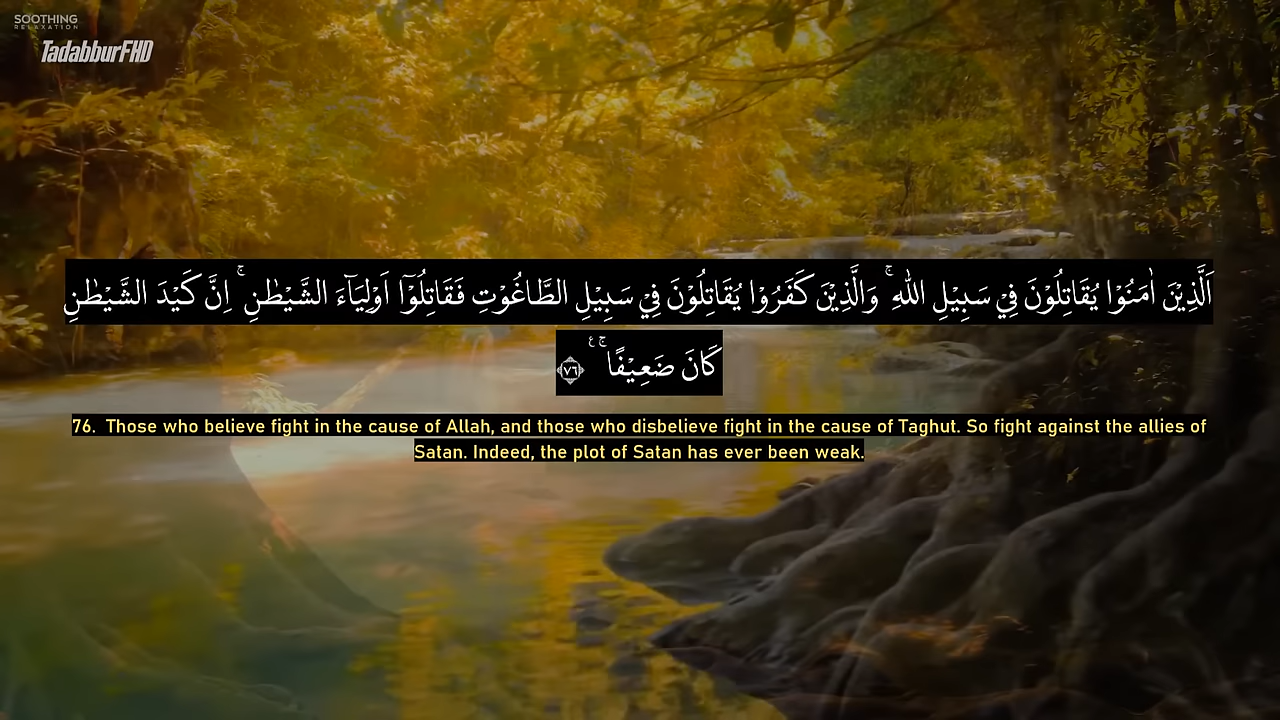 SOOTHING
RELAXATION
TadabburFHD
اَلَّذِيْنَ اٰمَنُوْا يُقَاتِلُوْنَ فِيْ سَبِيْلِ اللّٰهِ ۚ وَالَّذِيْنَ كَفَرُوْا يُقَاتِلُوْنَ فِيْ سَبِيْلِ الطَّاغُوْتِ فَقَاتِلُوْٓا اَوْلِيَآءَ الشَّيْطٰنِ ۚ اِنَّ كَيْدَ الشَّيْطٰنِ
كَانَ ضَعِيْفًا ۚ ع ٧٦
76. Those who believe fight in the cause of Allah, and those who disbelieve fight in the cause of Taghut. So fight against the allies of
Satan. Indeed, the plot of Satan has ever been weak.